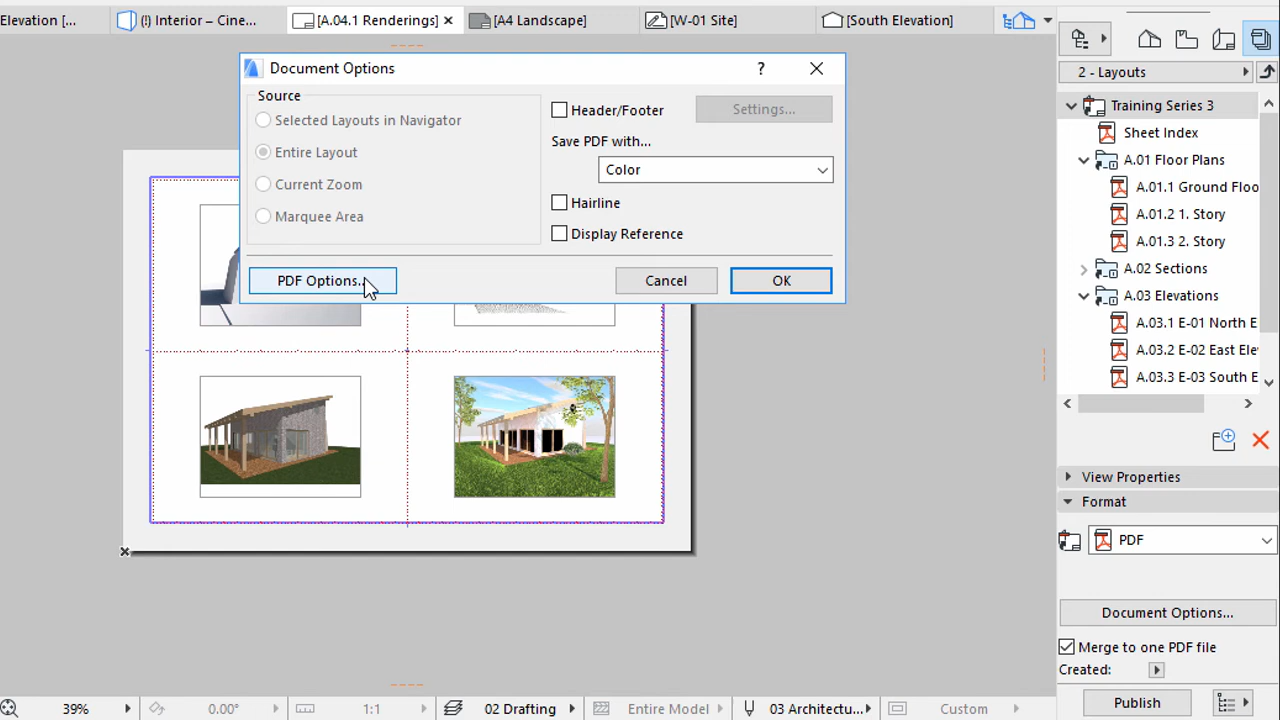 Elevation [...
(!) Interior – Cine...
[A.04.1 Renderings]
[A4 Landscape]
[W-01 Site]
[South Elevation]
Document Options
?
Source
Selected Layouts in Navigator
Entire Layout
Current Zoom
Marquee Area
Header/Footer
Settings...
Save PDF with...
Color
Hairline
Display Reference
PDF Options...
Cancel
OK
2 - Layouts
Training Series 3
Sheet Index
A.01 Floor Plans
A.01.1 Ground Floo
A.01.2 1. Story
A.01.3 2. Story
A.02 Sections
A.03 Elevations
A.03.1 E-01 North E
A.03.2 E-02 East Ele
A.03.3 E-03 South E
View Properties
Format
PDF
Document Options...
Merge to one PDF file
Created:
Publish
39%
0.00°
1:1
02 Drafting
Entire Model
03 Architectu...
Custom